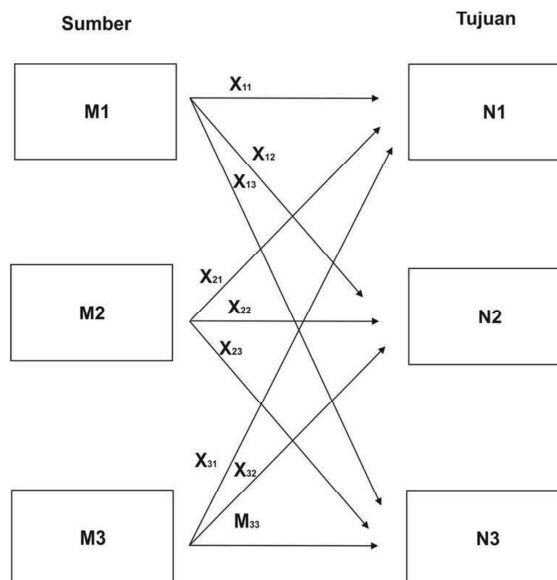 Sumber Tujuan
X₁₁
M1 N1
X₁₂
X₁₃
X₂₁
M2 X₂₂ N2
X₂₃
X₃₁ X₃₂
M₃₃
M3 N3